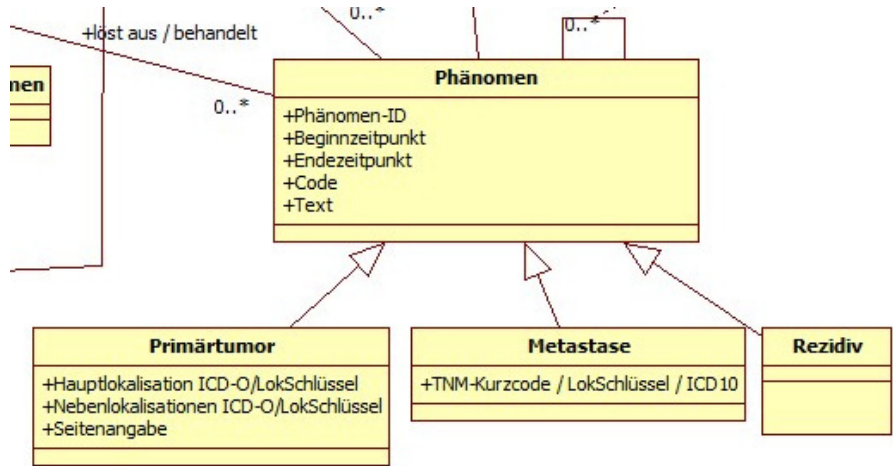 0..*
0..*
+löst aus / behandelt
Phänomen
men
0..*
+Phänomen-ID
+Beginnzeitpunkt
+Endezeitpunkt
+Code
+Text
Primärtumor
Metastase
Rezidiv
+Hauptlokalisation ICD-O/LokSchlüssel
+TNM-Kurzcode / LokSchlüssel / ICD10
+Nebenlokalisationen ICD-O/LokSchlüssel
+Seitenangabe